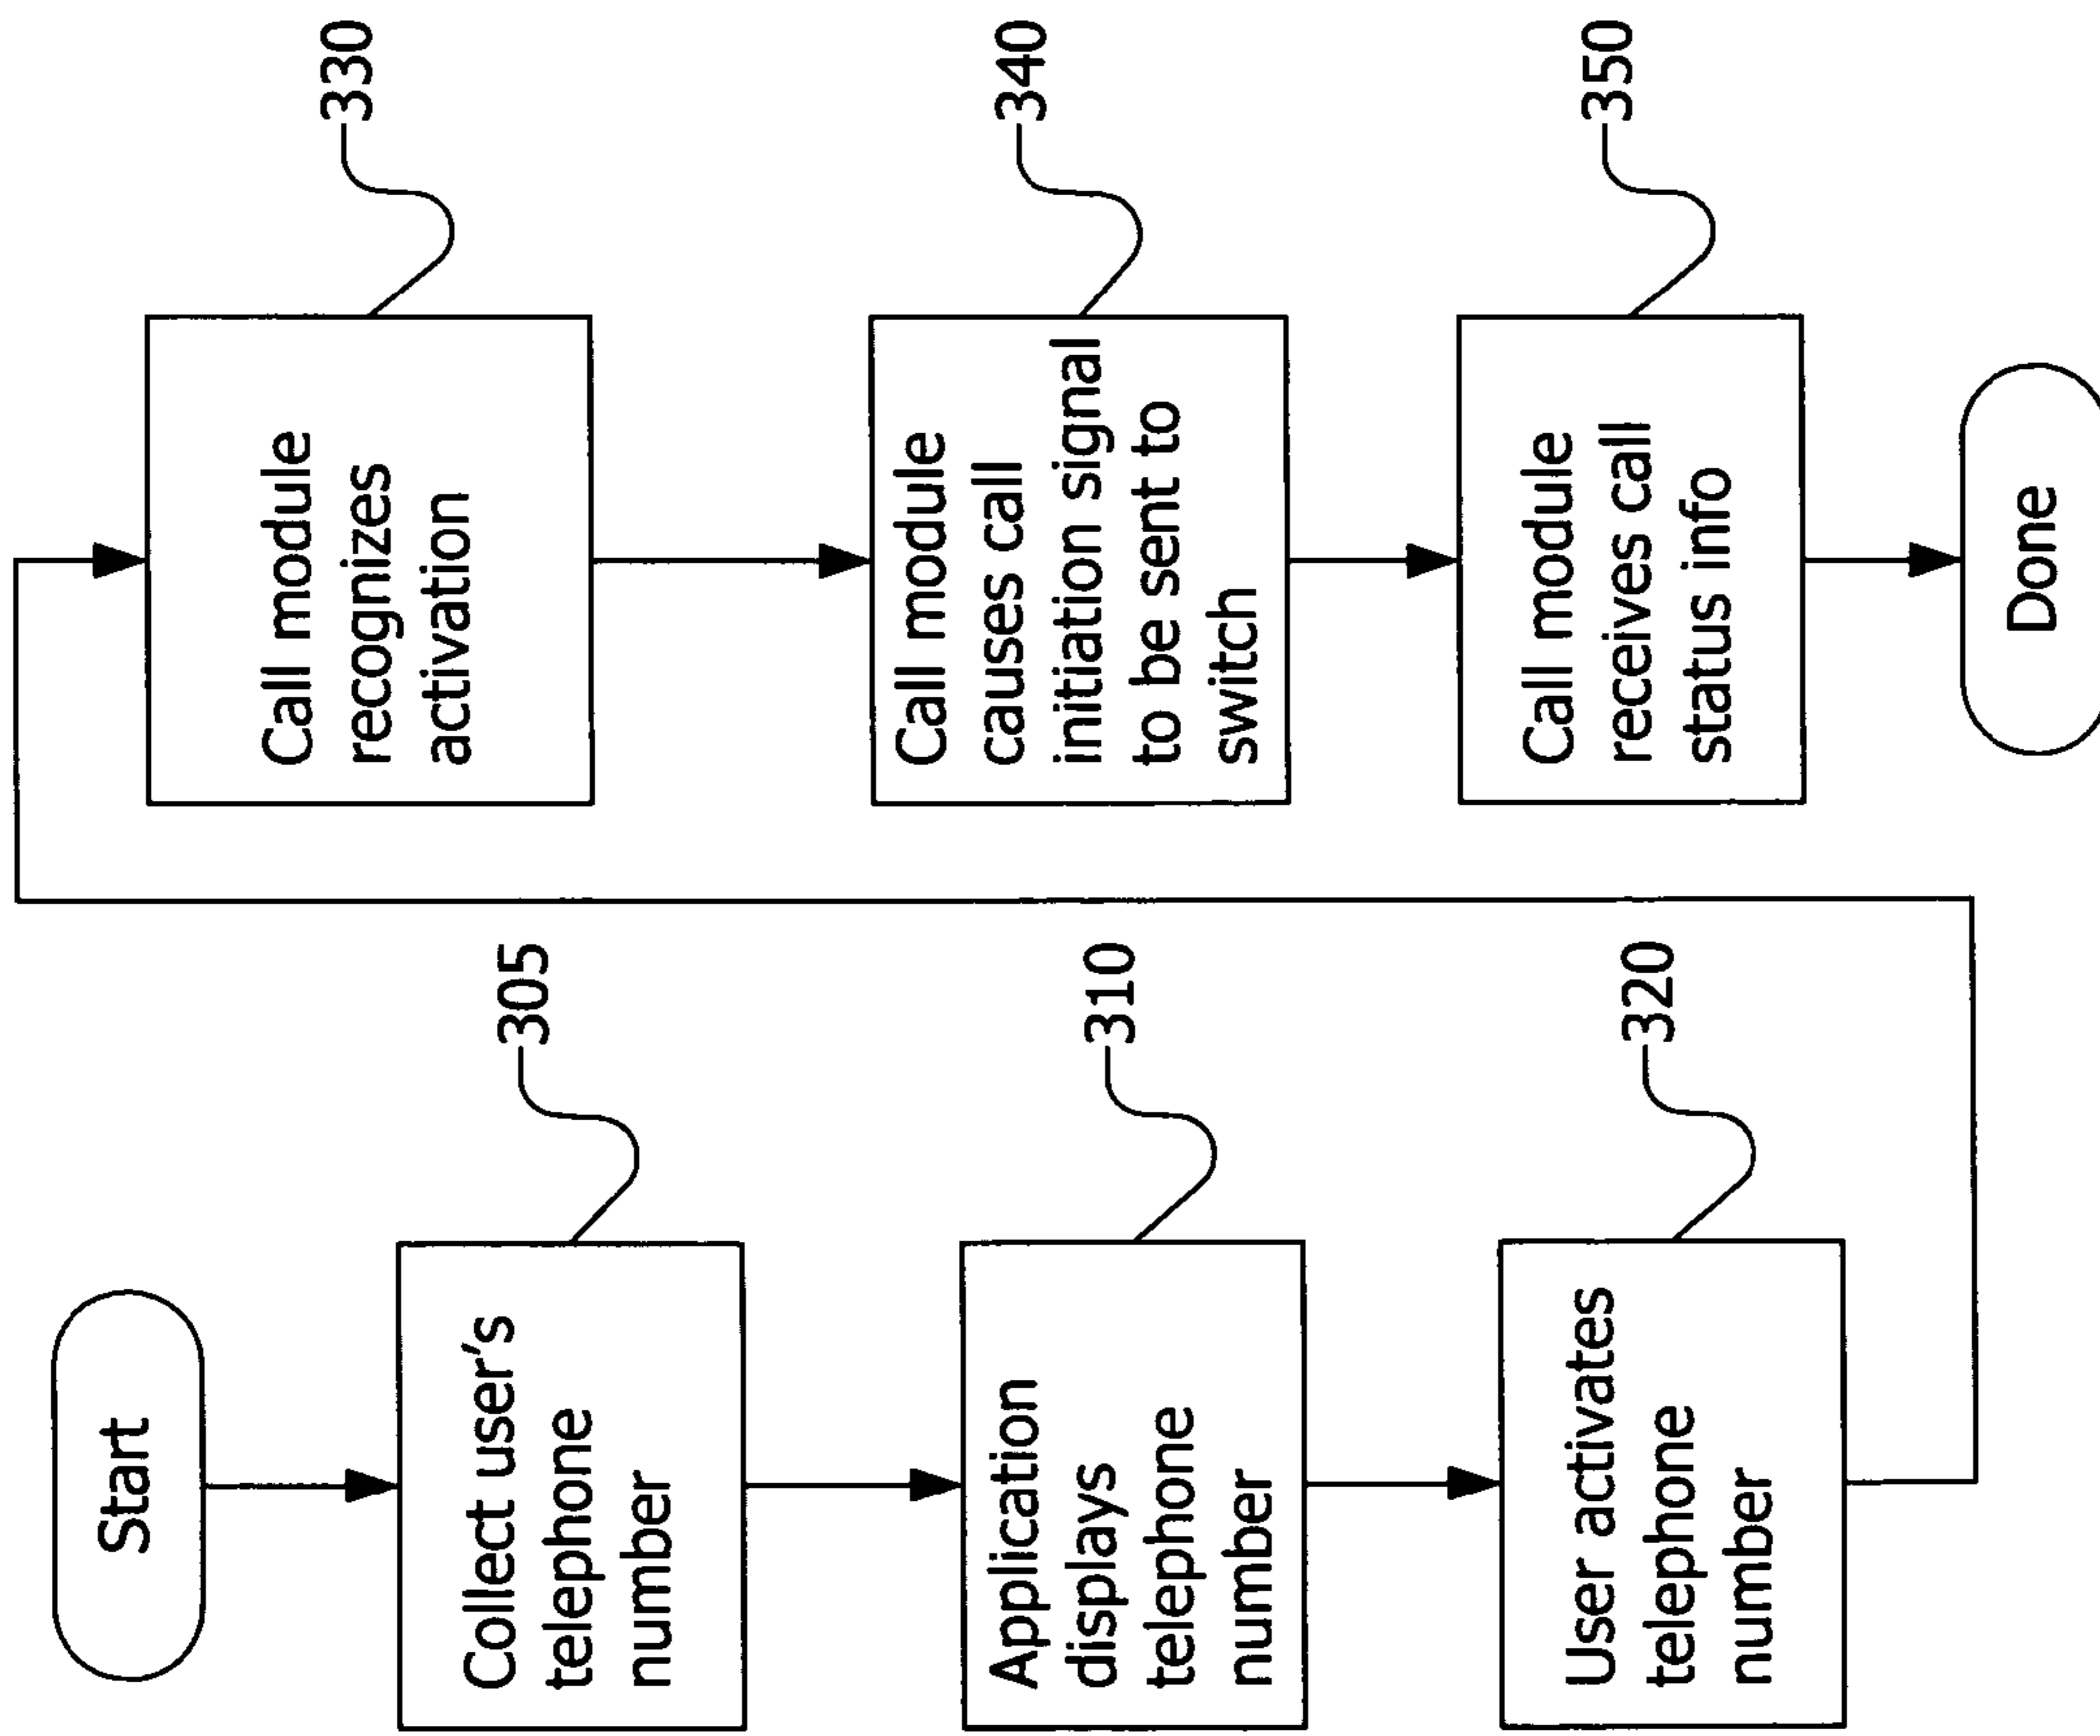 Start
Collect user's
telephone
number
305
Application
displays
telephone
number
310
User activates
telephone
number
320
Call module
recognizes
activation
330
Call module
causes call
initiation signal
to be sent to
switch
340
Call module
receives call
status info
350
Done